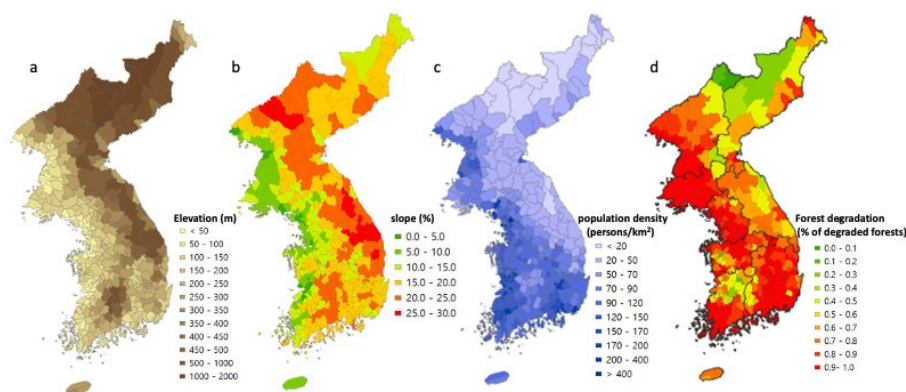 a
b
c
d
Elevation (m)
< 50
50 - 100
100 - 150
150 - 200
200 - 250
250 - 300
300 - 350
350 - 400
400 - 450
450 - 500
500 - 1000
1000 - 2000
slope (%)
0.0 - 5.0
5.0 - 10.0
10.0 - 15.0
15.0 - 20.0
20.0 - 25.0
25.0 - 30.0
population density
(persons/km²)
< 20
20 - 50
50 - 70
70 - 90
90 - 120
120 - 150
150 - 170
170 - 200
200 - 400
> 400
Forest degradation
(% of degraded forests)
0.0 - 0.1
0.1 - 0.2
0.2 - 0.3
0.3 - 0.4
0.4 - 0.5
0.5 - 0.6
0.6 - 0.7
0.7 - 0.8
0.8 - 0.9
0.9- 1.0